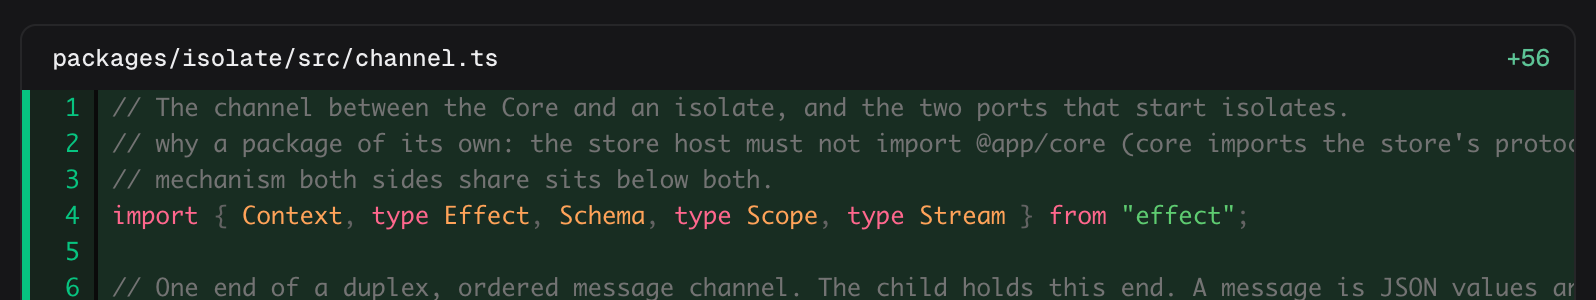 packages/isolate/src/channel.ts +56
1 // The channel between the Core and an isolate, and the two ports that start isolates.
2 // why a package of its own: the store host must not import @app/core (core imports the store's
3 // mechanism both sides share sits below both.
4 import { Context, type Effect, Schema, type Scope, type Stream } from "effect";
5
6 // One end of a duplex, ordered message channel. The child holds this end. A message is JSON values